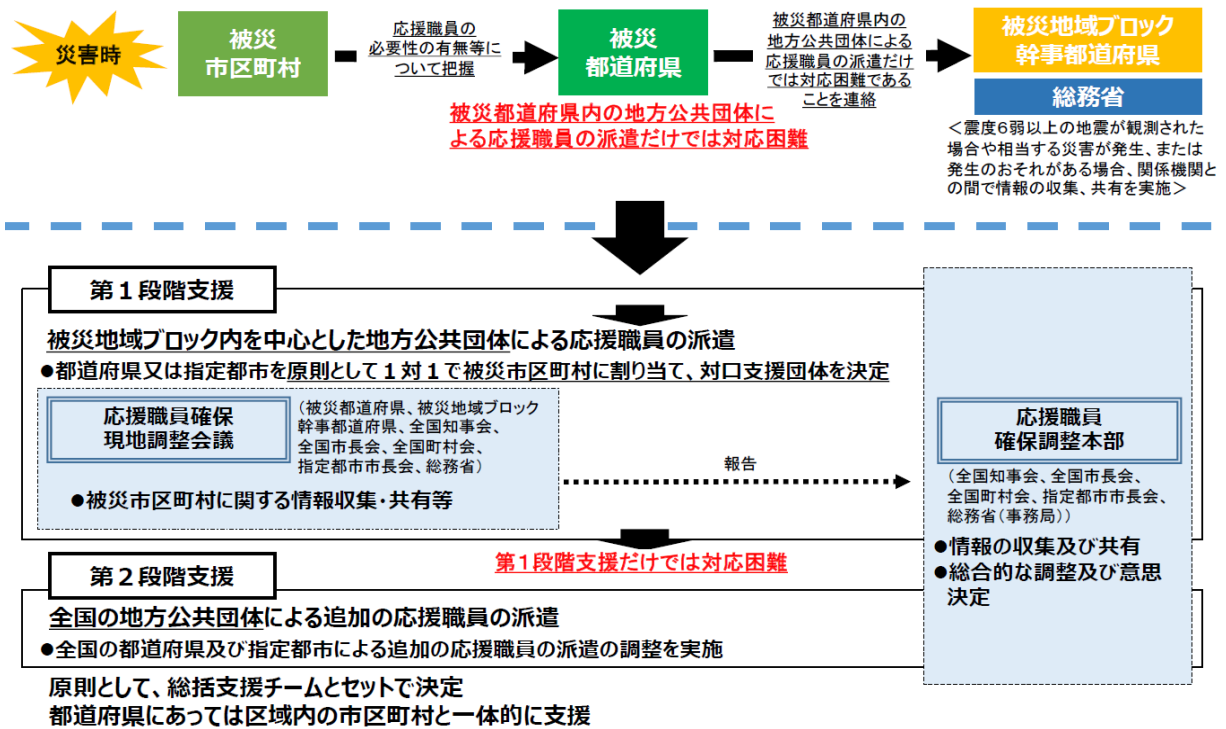 災害時
被災
市区町村
応援職員の
必要性の有無等に
ついて把握
被災
都道府県
被災都道府県内の
地方公共団体による
応援職員の派遣だけ
では対応困難である
ことを連絡
被災地域ブロック
幹事都道府県
総務省
被災都道府県内の地方公共団体に
よる応援職員の派遣だけでは対応困難
＜震度６弱以上の地震が観測された
場合や相当する災害が発生、または
発生のおそれがある場合、関係機関と
の間で情報の収集、共有を実施＞
第１段階支援
被災地域ブロック内を中心とした地方公共団体による応援職員の派遣
●都道府県又は指定都市を原則として１対１で被災市区町村に割り当て、対口支援団体を決定
応援職員確保
現地調整会議
（被災都道府県、被災地域ブロック
幹事都道府県、全国知事会、
全国市長会、全国町村会、
指定都市市長会、総務省）
●被災市区町村に関する情報収集・共有等
報告
応援職員
確保調整本部
（全国知事会、全国市長会、
全国町村会、指定都市市長会、
総務省（事務局））
●情報の収集及び共有
●総合的な調整及び意思
決定
第１段階支援だけでは対応困難
第２段階支援
全国の地方公共団体による追加の応援職員の派遣
●全国の都道府県及び指定都市による追加の応援職員の派遣の調整を実施
原則として、総括支援チームとセットで決定
都道府県にあっては区域内の市区町村と一体的に支援